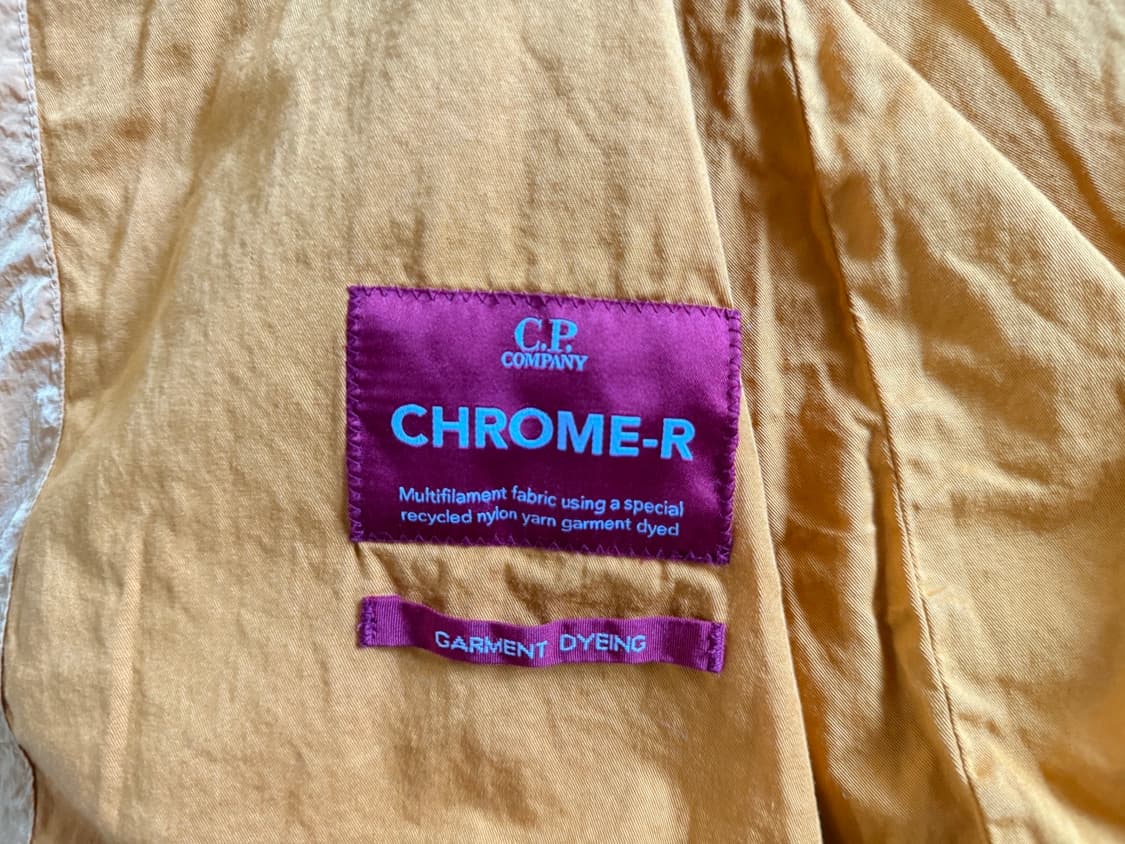 C.P.
COMPANY
CHROME-R
Multifilament fabric using a special
recycled nylon yarn garment dyed
GARMENT DYEING